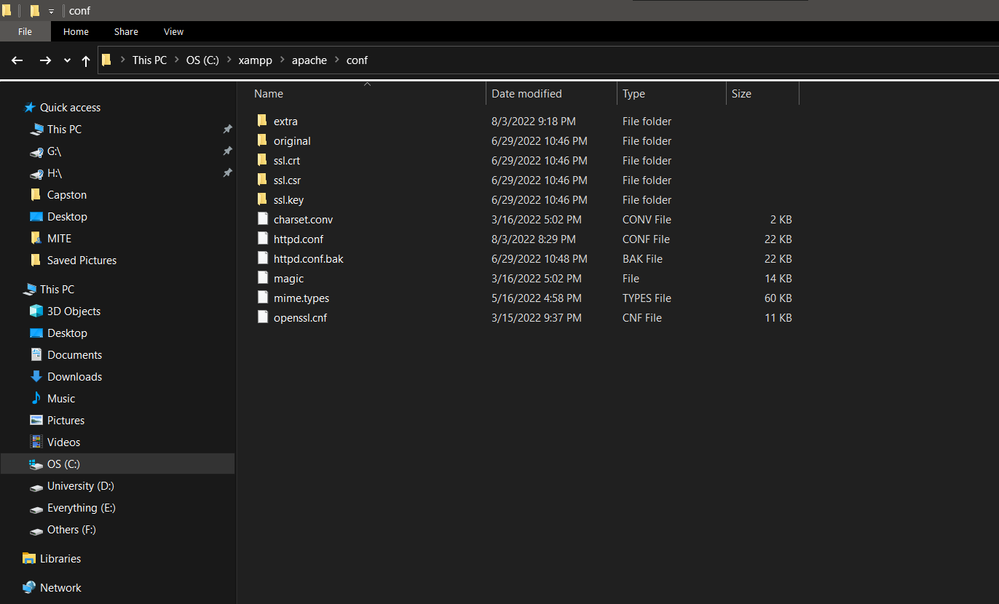 conf
File Home Share View
This PC OS (C:) xampp apache conf
Quick access
This PC
G:\
H:\
Capston
Desktop
MITE
Saved Pictures
This PC
3D Objects
Desktop
Documents
Downloads
Music
Pictures
Videos
OS (C:)
University (D:)
Everything (E:)
Others (F:)
Libraries
Network
Name Date modified Type Size
extra 8/3/2022 9:18 PM File folder
original 6/29/2022 10:46 PM File folder
ssl.crt 6/29/2022 10:46 PM File folder
ssl.csr 6/29/2022 10:46 PM File folder
ssl.key 6/29/2022 10:46 PM File folder
charset.conv 3/16/2022 5:02 PM CONV File 2 KB
httpd.conf 8/3/2022 8:29 PM CONF File 22 KB
httpd.conf.bak 6/29/2022 10:48 PM BAK File 22 KB
magic 3/16/2022 5:02 PM File 14 KB
mime.types 5/16/2022 4:58 PM TYPES File 60 KB
openssl.cnf 3/15/2022 9:37 PM CNF File 11 KB